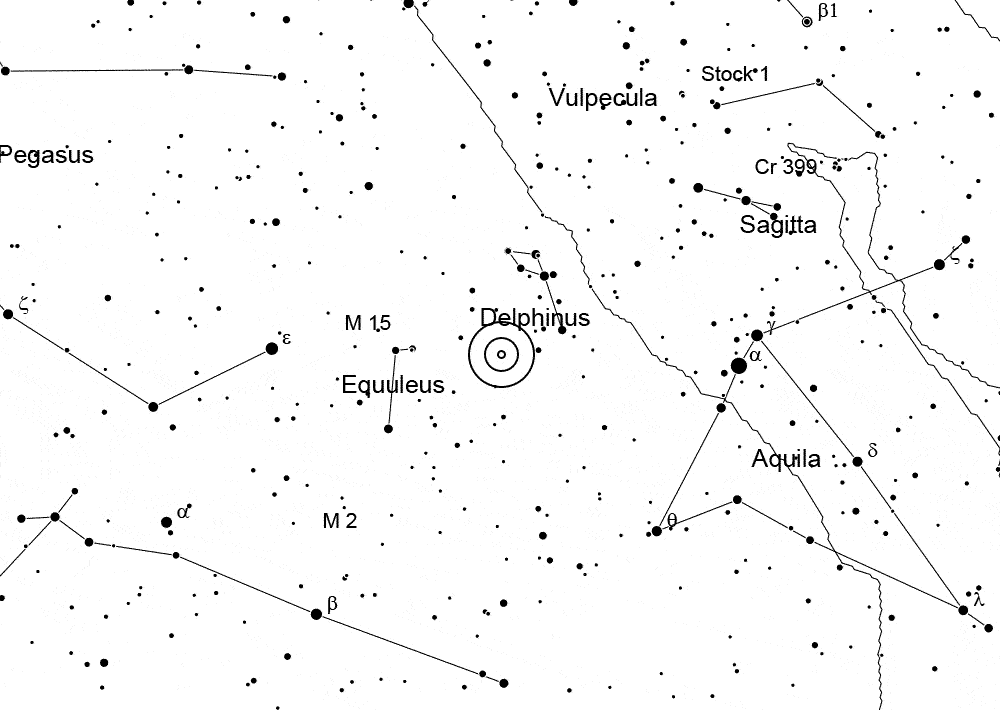 β1
Stock 1
Vulpecula
Pegasus
Cr 399
Sagitta
ζ
ζ
M 15
Delphinus
γ
ε
α
Equuleus
Aquila
δ
α
M 2
θ
β
λ